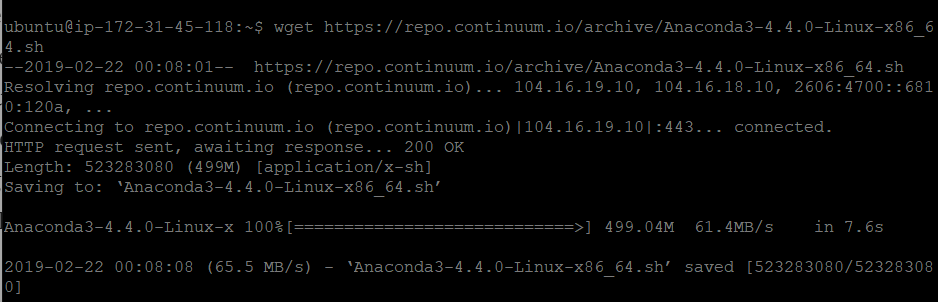 ubuntu@ip-172-31-45-118:~$ wget https://repo.continuum.io/archive/Anaconda3-4.4.0-Linux-x86_6
4.sh
--2019-02-22 00:08:01--  https://repo.continuum.io/archive/Anaconda3-4.4.0-Linux-x86_64.sh
Resolving repo.continuum.io (repo.continuum.io)... 104.16.19.10, 104.16.18.10, 2606:4700::681
0:120a, ...
Connecting to repo.continuum.io (repo.continuum.io)|104.16.19.10|:443... connected.
HTTP request sent, awaiting response... 200 OK
Length: 523283080 (499M) [application/x-sh]
Saving to: ‘Anaconda3-4.4.0-Linux-x86_64.sh’
Anaconda3-4.4.0-Linux-x 100%[============================>] 499.04M  61.4MB/s    in 7.6s
2019-02-22 00:08:08 (65.5 MB/s) - ‘Anaconda3-4.4.0-Linux-x86_64.sh’ saved [523283080/52328308
0]